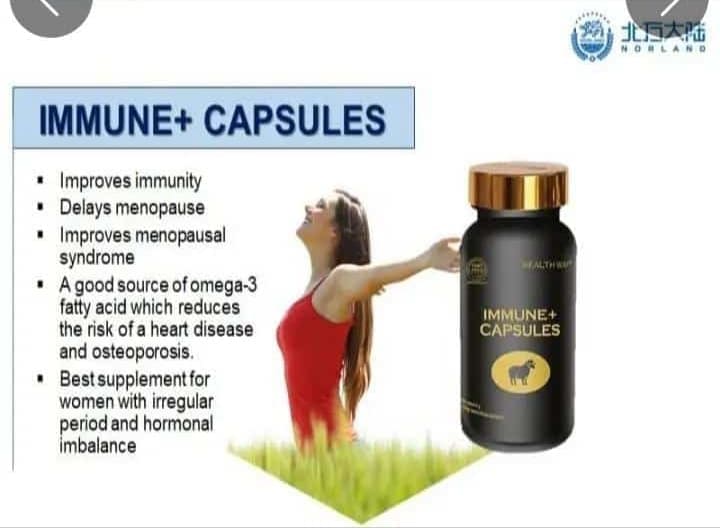 北方大陆
NORLAND
IMMUNE+ CAPSULES
▪ Improves immunity
▪ Delays menopause
▪ Improves menopausal
syndrome
▪ A good source of omega-3
fatty acid which reduces
the risk of a heart disease
and osteoporosis.
▪ Best supplement for
women with irregular
period and hormonal
imbalance
HEALTH WAY
IMMUNE+
CAPSULES